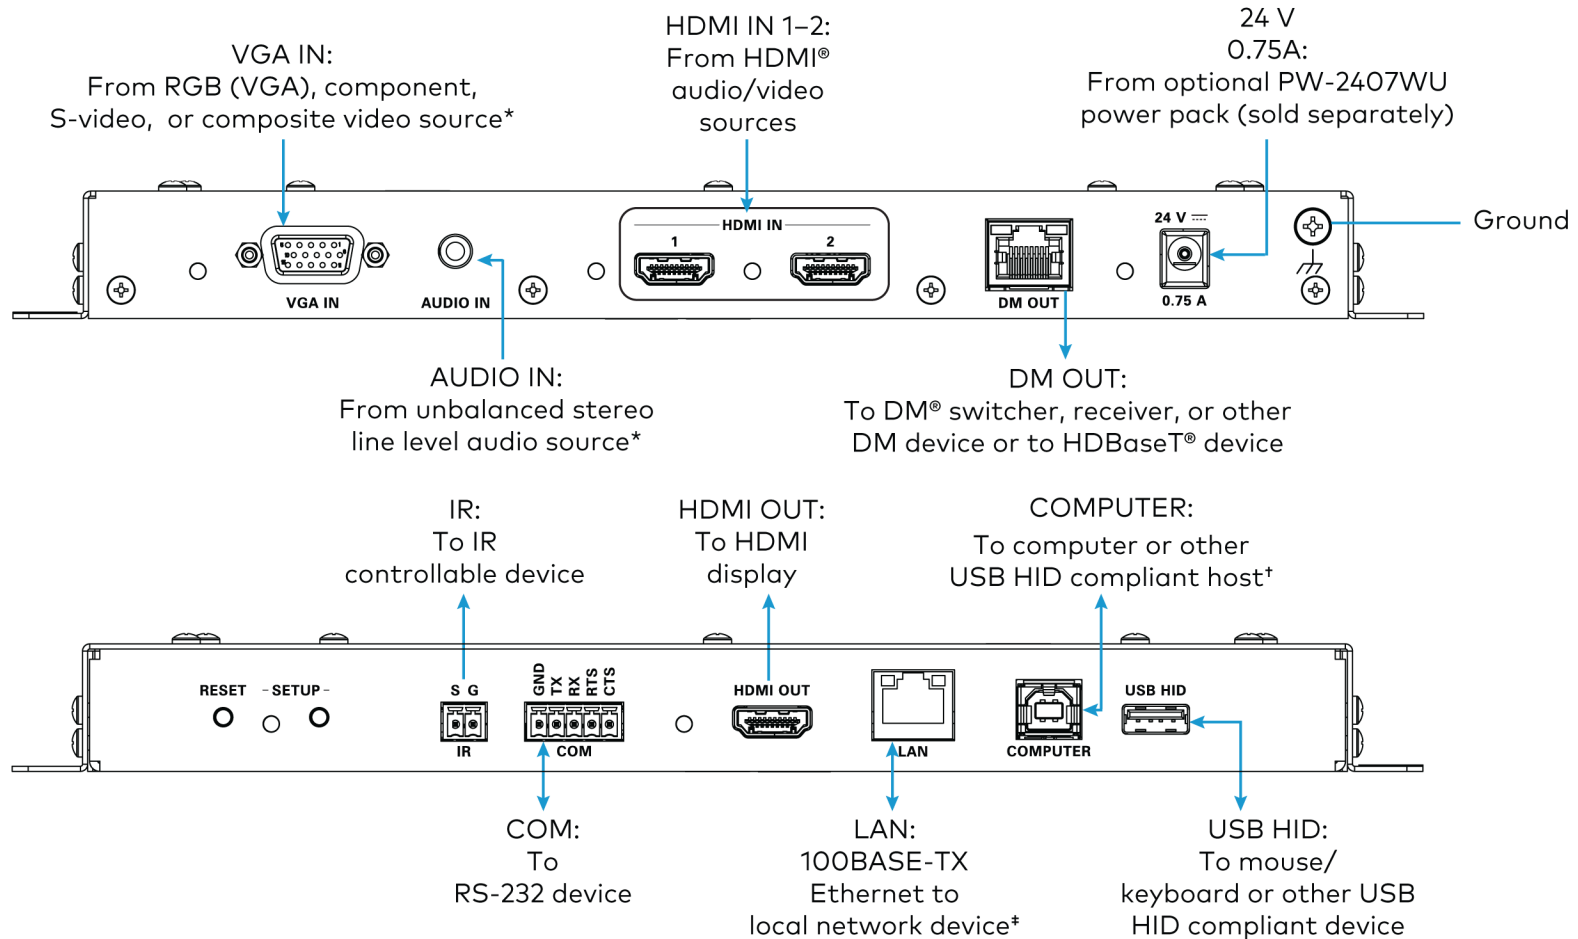 VGA IN:
From RGB (VGA), component,
S-video, or composite video source*
HDMI IN 1–2:
From HDMI®
audio/video
sources
24 V
0.75A:
From optional PW-2407WU
power pack (sold separately)
Ground
VGA IN
AUDIO IN
HDMI IN
1
2
DM OUT
24 V
0.75 A
AUDIO IN:
From unbalanced stereo
line level audio source*
DM OUT:
To DM® switcher, receiver, or other
DM device or to HDBaseT® device
IR:
To IR
controllable device
HDMI OUT:
To HDMI
display
COMPUTER:
To computer or other
USB HID compliant host†
RESET
- SETUP -
S G
IR
GND
TX
RX
RTS
CTS
COM
HDMI OUT
LAN
COMPUTER
USB HID
COM:
To
RS-232 device
LAN:
100BASE-TX
Ethernet to
local network device‡
USB HID:
To mouse/
keyboard or other USB
HID compliant device